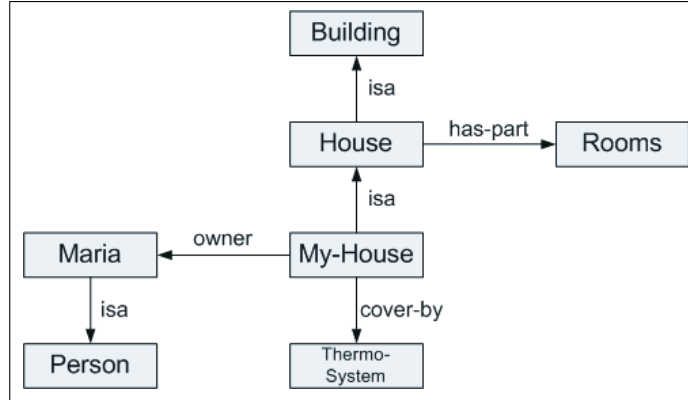 Building
isa
House
has-part
Rooms
isa
Maria
owner
My-House
isa
cover-by
Person
Thermo-
System